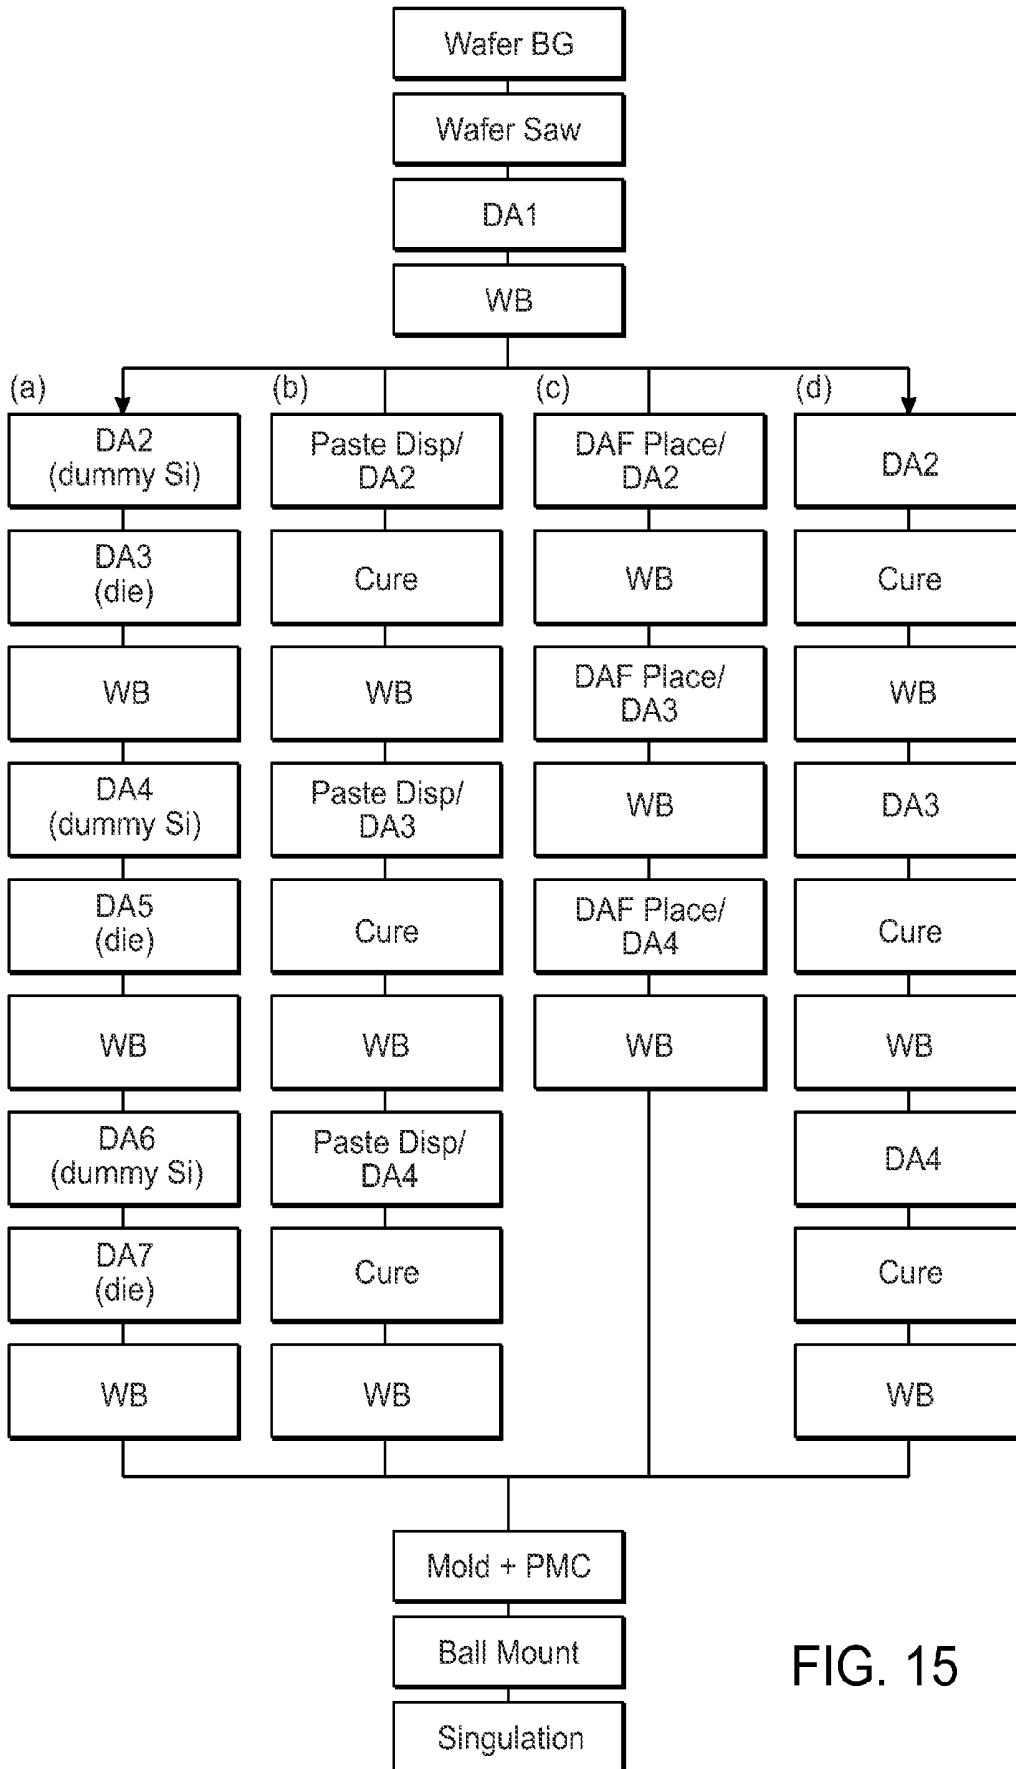 Wafer BG
Wafer Saw
DA1
WB
(a)
DA2
(dummy Si)
DA3
(die)
WB
DA4
(dummy Si)
DA5
(die)
WB
DA6
(dummy Si)
DA7
(die)
WB
(b)
Paste Disp/
DA2
Cure
WB
Paste Disp/
DA3
Cure
WB
Paste Disp/
DA4
Cure
WB
(c)
DAF Place/
DA2
WB
DAF Place/
DA3
WB
DAF Place/
DA4
WB
(d)
DA2
Cure
WB
DA3
Cure
WB
DA4
Cure
WB
Mold + PMC
Ball Mount
Singulation
FIG. 15